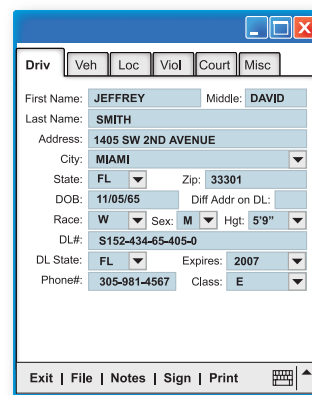 Driv Veh Loc Viol Court Misc
First Name: JEFFREY Middle: DAVID
Last Name: SMITH
Address: 1405 SW 2ND AVENUE
City: MIAMI
State: FL Zip: 33301
DOB: 11/05/65 Diff Addr on DL:
Race: W Sex: M Hgt: 5'9"
DL#: S152-434-65-405-0
DL State: FL Expires: 2007
Phone#: 305-981-4567 Class: E
Exit | File | Notes | Sign | Print